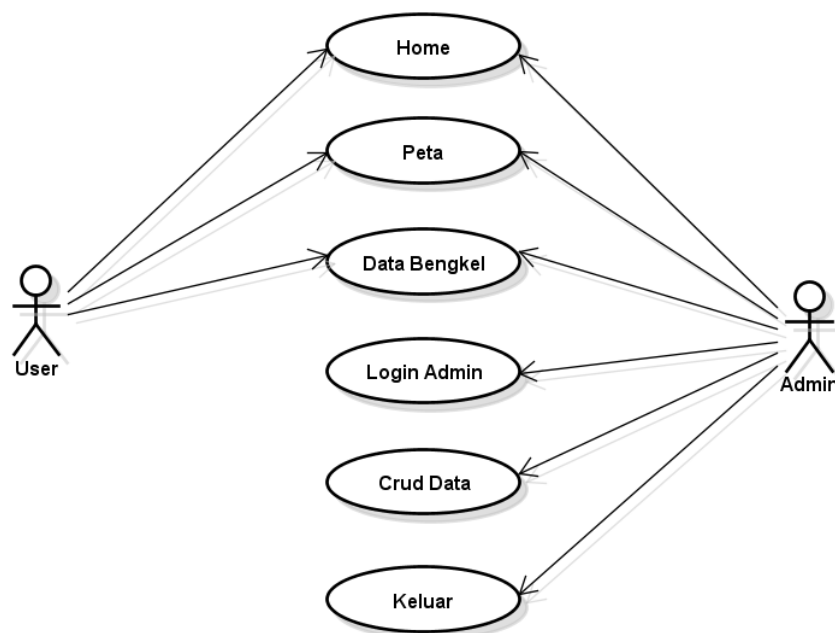 Home
Peta
Data Bengkel
User
Login Admin
Admin
Crud Data
Keluar